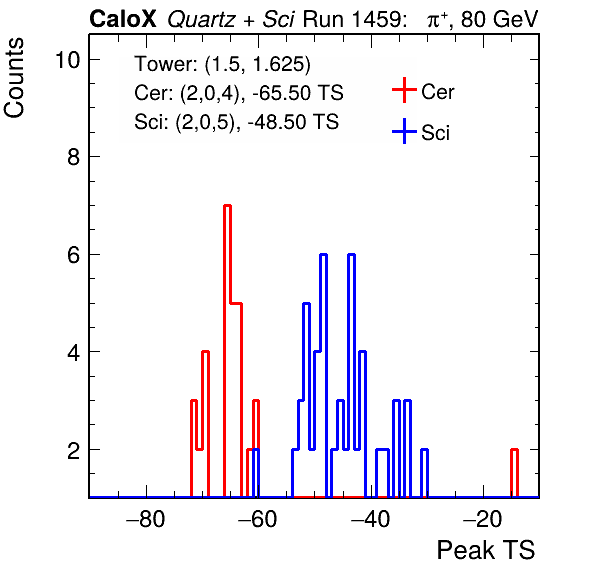 CaloX Quartz + Sci Run 1459: π⁺, 80 GeV
Counts
Tower: (1.5, 1.625)
Cer: (2,0,4), -65.50 TS
Sci: (2,0,5), -48.50 TS
Cer
Sci
10
8
6
4
2
−80 −60 −40 −20
Peak TS